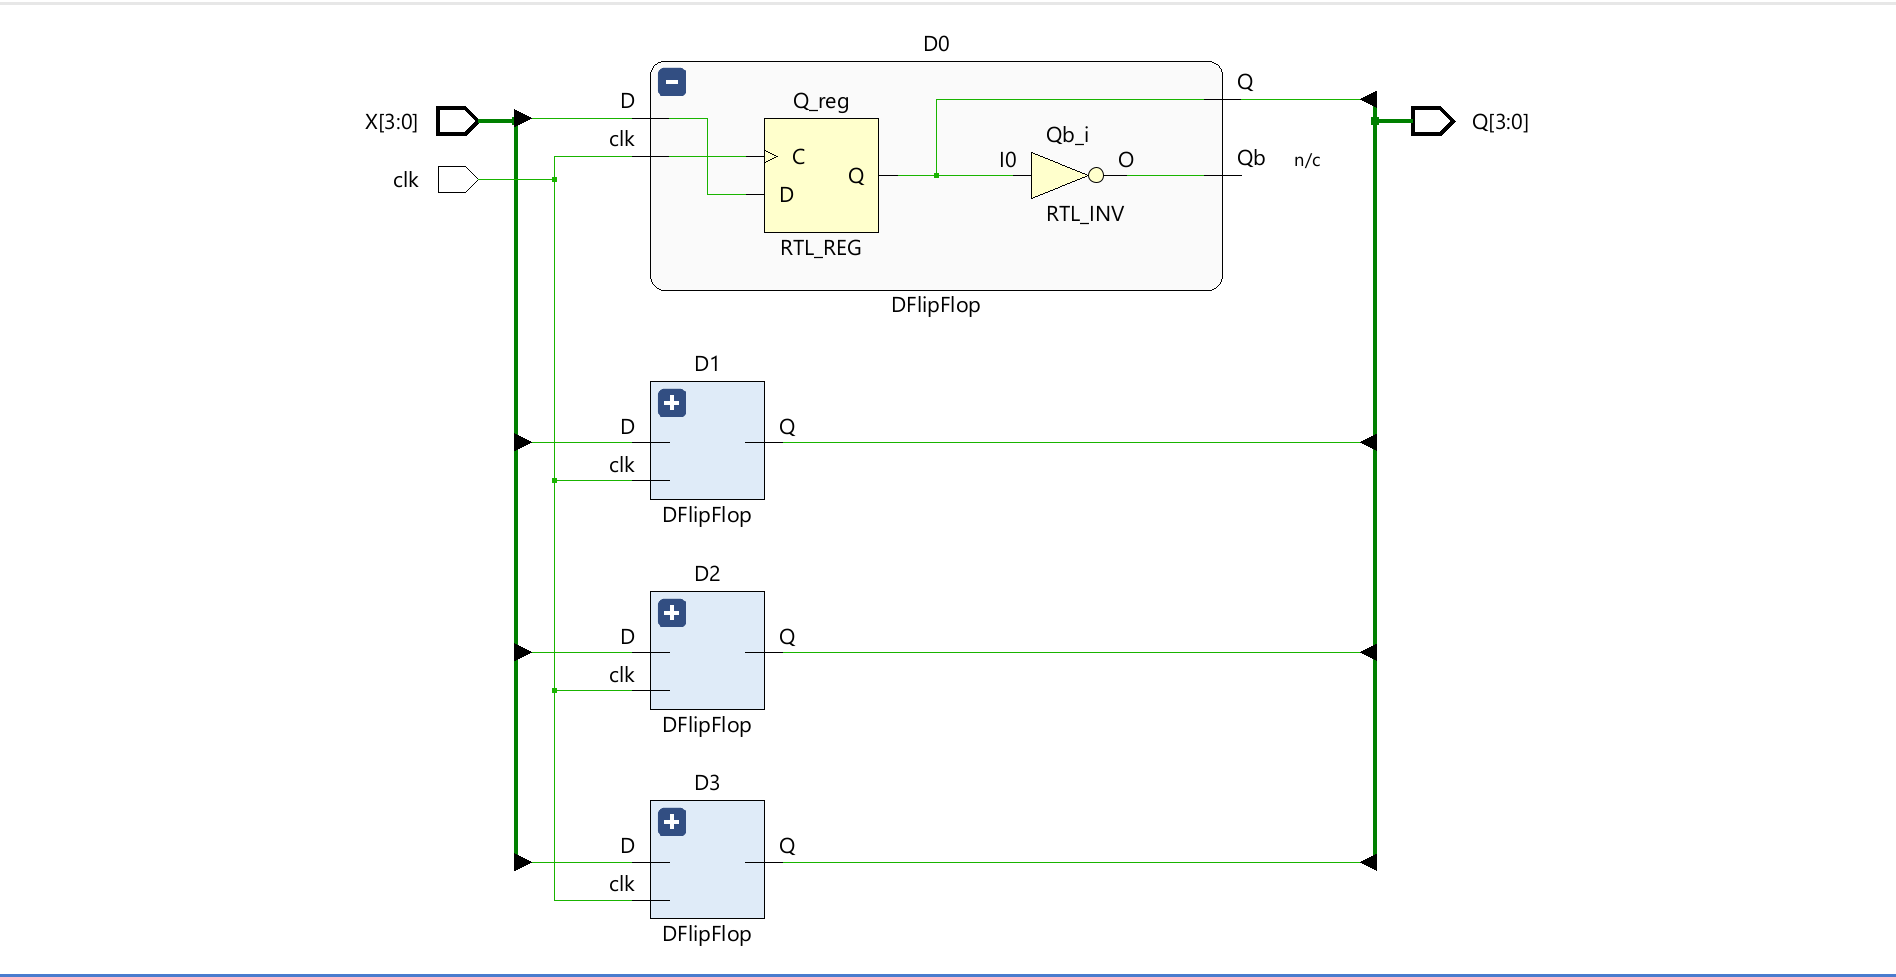 D0
X[3:0]
clk
D
clk
Q_reg
C
D
Q
RTL_REG
Qb_i
I0
O
RTL_INV
Q
Qb
n/c
Q[3:0]
DFlipFlop
D1
D
clk
Q
DFlipFlop
D2
D
clk
Q
DFlipFlop
D3
D
clk
Q
DFlipFlop